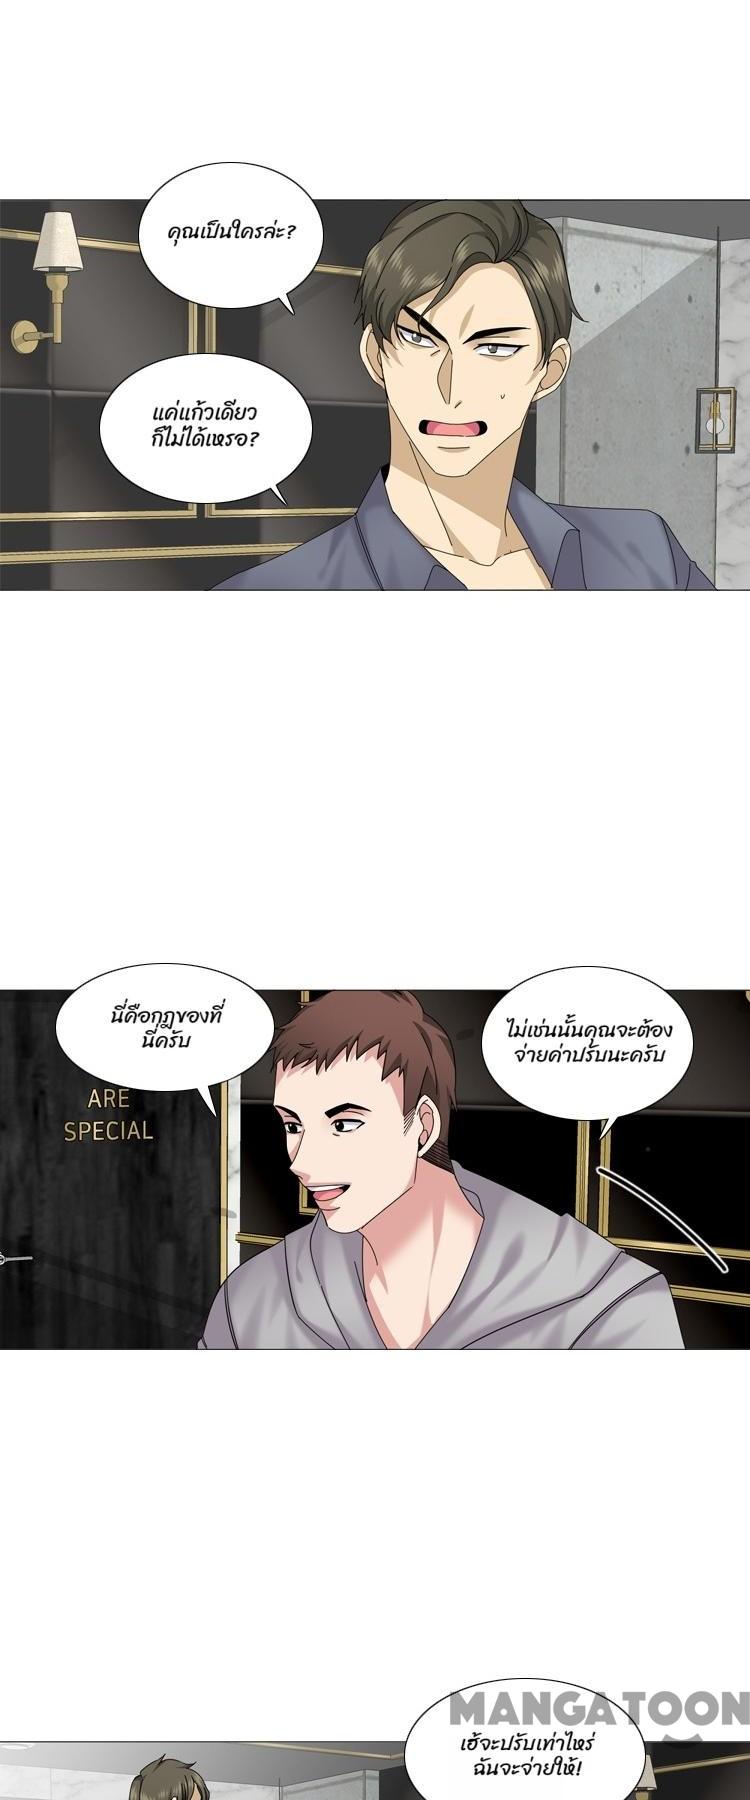 คุณเป็นใครล่ะ?
แค่แก้วเดียว
ก็ไม่ได้เหรอ?
นี่คือกฎของที่
นี่ครับ
ไม่เช่นนั้นคุณจะต้อง
จ่ายค่าปรับนะครับ
ARE
SPECIAL
MANGATOON
เฮ้จะปรับเท่าไหร่
ฉันจะจ่ายให้!